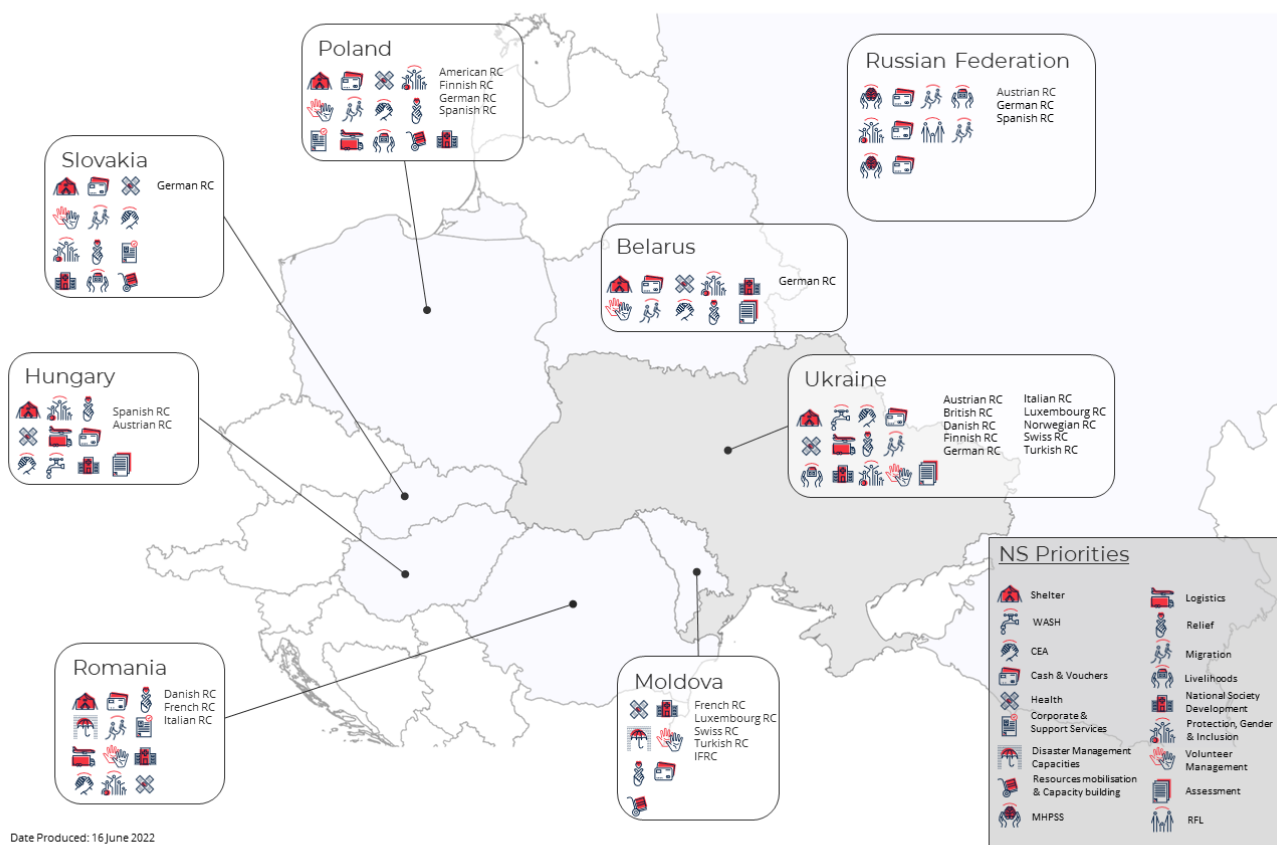 Poland
American RC
Finnish RC
German RC
Spanish RC
Russian Federation
Austrian RC
German RC
Spanish RC
Slovakia
German RC
Belarus
German RC
Hungary
Spanish RC
Austrian RC
Ukraine
Austrian RC
British RC
Danish RC
Finnish RC
German RC
Italian RC
Luxembourg RC
Norwegian RC
Swiss RC
Turkish RC
Romania
Danish RC
French RC
Italian RC
Moldova
French RC
Luxembourg RC
Swiss RC
Turkish RC
IFRC
NS Priorities
Shelter
WASH
CEA
Cash & Vouchers
Health
Corporate &
Support Services
Disaster Management
Capacities
Resources mobilisation
& Capacity building
MHPSS
Logistics
Relief
Migration
Livelihoods
National Society
Development
Protection, Gender
& Inclusion
Volunteer
Management
Assessment
RFL
Date Produced: 16 June 2022